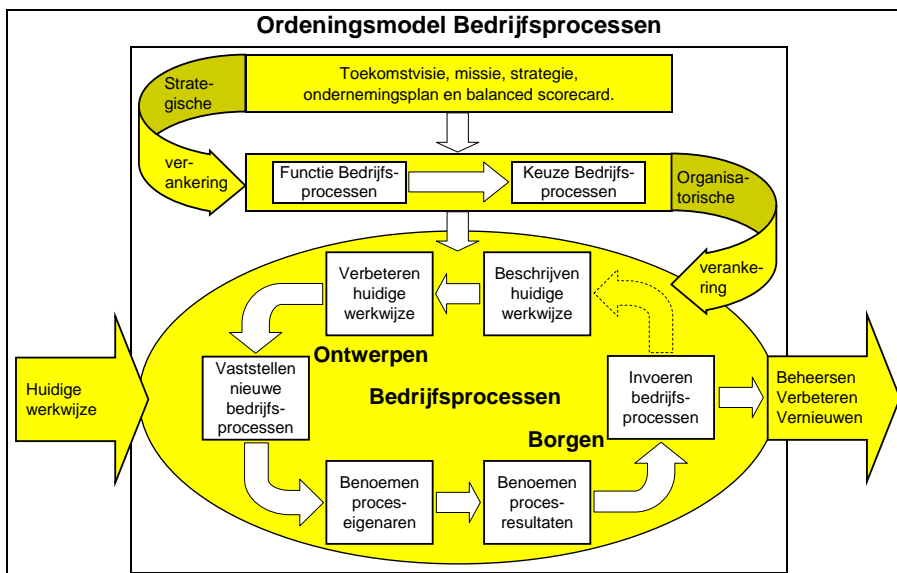 Ordeningsmodel Bedrijfsprocessen
Toekomstvisie, missie, strategie,
ondernemingsplan en balanced scorecard.
Strate-
gische
ver-
ankering
Functie Bedrijfs-
processen
Keuze Bedrijfs-
processen
Organisa-
torische
veranke-
ring
Verbeteren
huidige
werkwijze
Beschrijven
huidige
werkwijze
Ontwerpen
Huidige
werkwijze
Vaststellen
nieuwe
bedrijfs-
processen
Bedrijfsprocessen
Invoeren
bedrijfs-
processen
Beheersen
Verbeteren
Vernieuwen
Borgen
Benoemen
proces-
eigenaren
Benoemen
proces-
resultaten